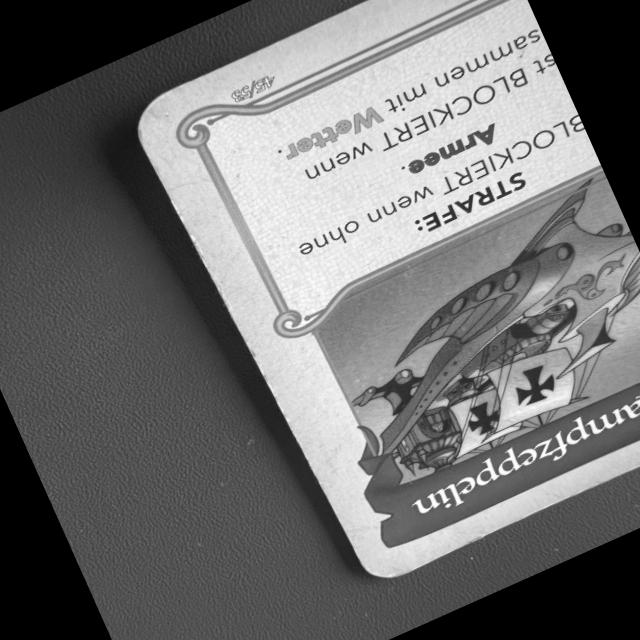 ampfzeppelin
STRAFE:
BLOCKIERT wenn ohne
Armee.
st BLOCKIERT wenn
sammen mit Wetter.